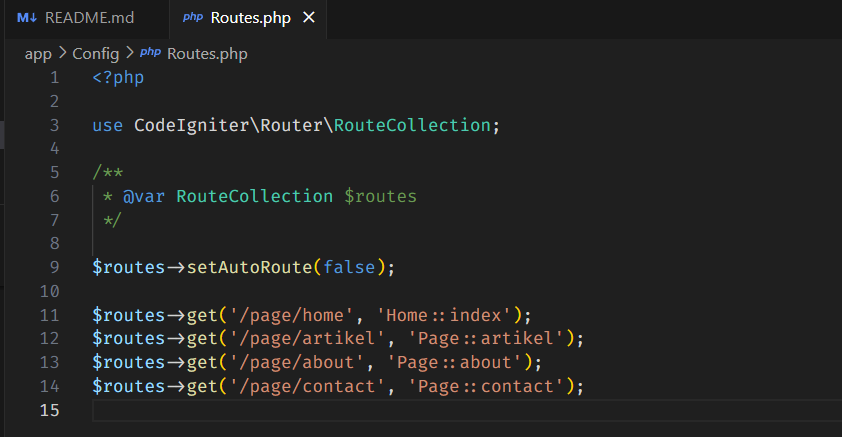 M↓ README.md php Routes.php ×
app > Config > php Routes.php
1 <?php
2
3 use CodeIgniter\Router\RouteCollection;
4
5 /**
6 * @var RouteCollection $routes
7 */
8
9 $routes->setAutoRoute(false);
10
11 $routes->get('/page/home', 'Home::index');
12 $routes->get('/page/artikel', 'Page::artikel');
13 $routes->get('/page/about', 'Page::about');
14 $routes->get('/page/contact', 'Page::contact');
15